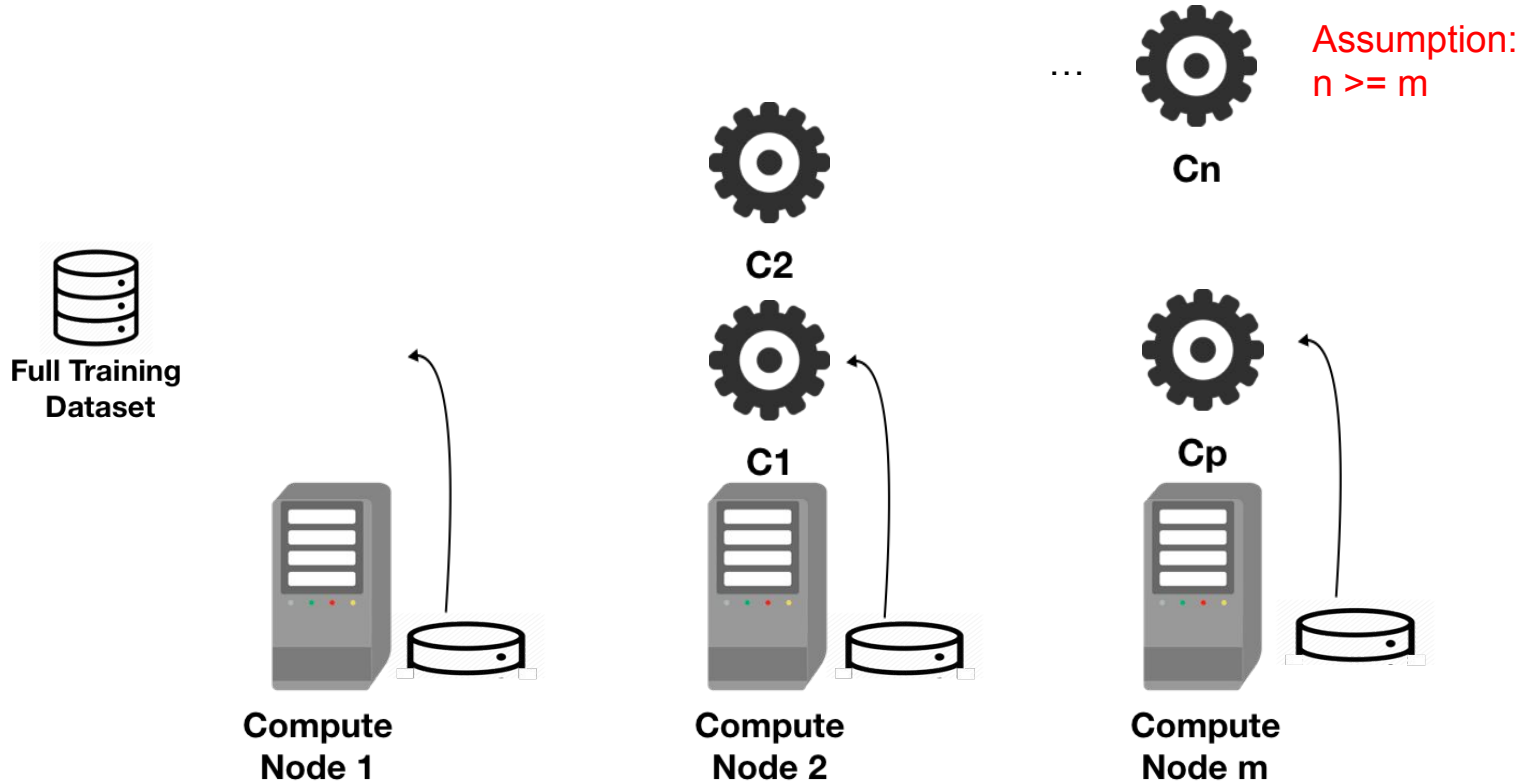 Assumption:
n >= m
...
Cn
C2
Full Training
Dataset
C1
Cp
Compute
Node 1
Compute
Node 2
Compute
Node m